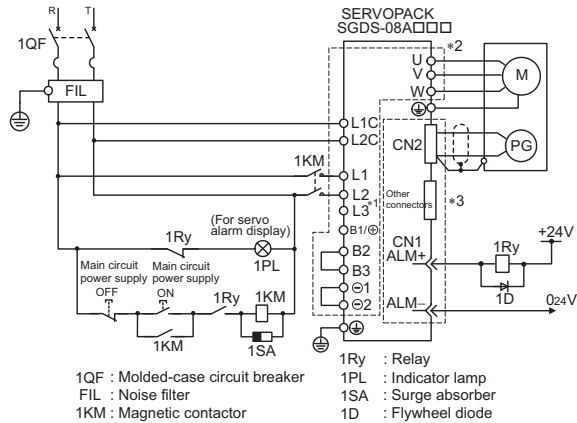 R T
SERVOPACK
SGDS-08A□□□
1QF
*2
U
V
W
M
FIL
L1C
L2C
CN2
PG
1KM
L1
L2
L3 *1
Other
connectors
*3
(For servo
alarm display)
B1/⊕
1Ry
1PL
B2
B3
CN1
ALM+
1Ry
+24V
Main circuit
power supply
OFF
Main circuit
power supply
ON
1Ry
1KM
⊖1
⊖2
1D
ALM−
024V
1KM
1SA
1QF : Molded-case circuit breaker
FIL : Noise filter
1KM : Magnetic contactor
1Ry : Relay
1PL : Indicator lamp
1SA : Surge absorber
1D : Flywheel diode